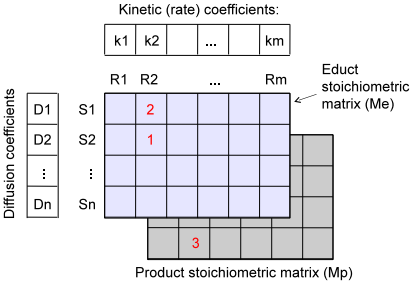 Kinetic (rate) coefficients:
k1 k2 ... km
R1 R2 ... Rm
Educt
stoichiometric
matrix (Me)
Diffusion coefficients
D1 S1 2
D2 S2 1
⋮ ⋮
Dn Sn
3
Product stoichiometric matrix (Mp)